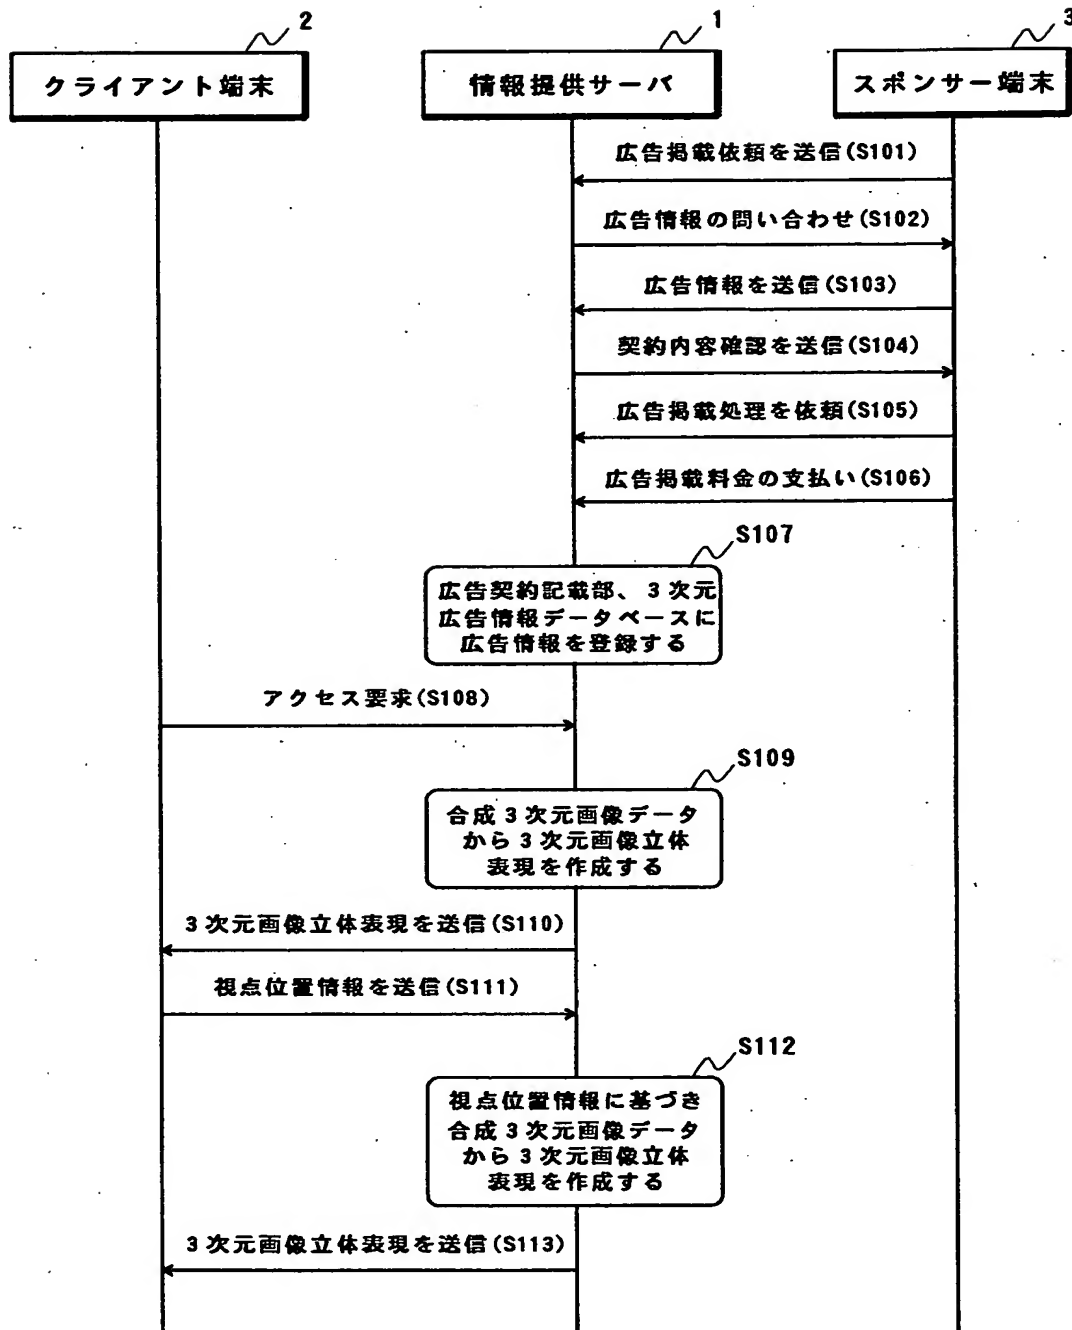 2
1
3
クライアント端末
情報提供サーバ
スポンサー端末
広告掲載依頼を送信(S101)
広告情報の問い合わせ(S102)
広告情報を送信(S103)
契約内容確認を送信(S104)
広告掲載処理を依頼(S105)
広告掲載料金の支払い(S106)
S107
広告契約記載部、3次元
広告情報データベースに
広告情報を登録する
アクセス要求(S108)
S109
合成3次元画像データ
から3次元画像立体
表現を作成する
3次元画像立体表現を送信(S110)
視点位置情報を送信(S111)
S112
視点位置情報に基づき
合成3次元画像データ
から3次元画像立体
表現を作成する
3次元画像立体表現を送信(S113)